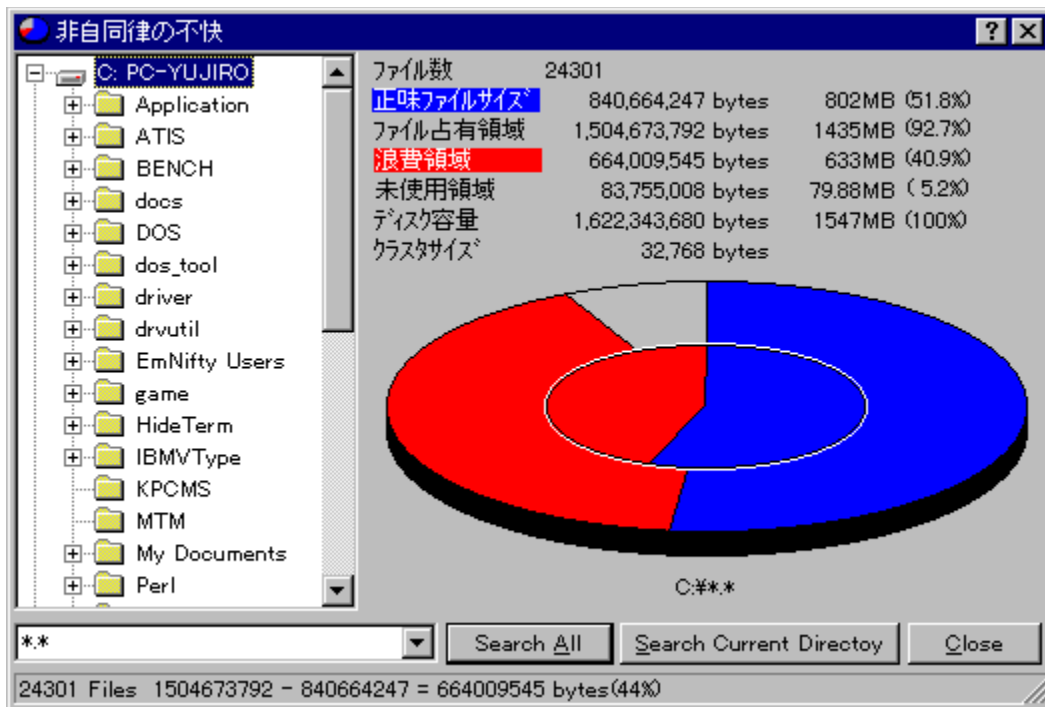 非自同律の不快
C: PC-YUJIRO
Application
ATIS
BENCH
docs
DOS
dos_tool
driver
drvutil
EmNifty Users
game
HideTerm
IBMVType
KPCMS
MTM
My Documents
Perl
ﾌｧｲﾙ数 24301
正味ﾌｧｲﾙｻｲｽﾞ 840,664,247 bytes 802MB (51.8%)
ﾌｧｲﾙ占有領域 1,504,673,792 bytes 1435MB (92.7%)
浪費領域 664,009,545 bytes 633MB (40.9%)
未使用領域 83,755,008 bytes 79.88MB ( 5.2%)
ﾃﾞｨｽｸ容量 1,622,343,680 bytes 1547MB (100%)
ｸﾗｽﾀｻｲｽﾞ 32,768 bytes
C:¥*.*
*.*
Search All
Search Current Directoy
Close
24301 Files 1504673792 - 840664247 = 664009545 bytes(44%)